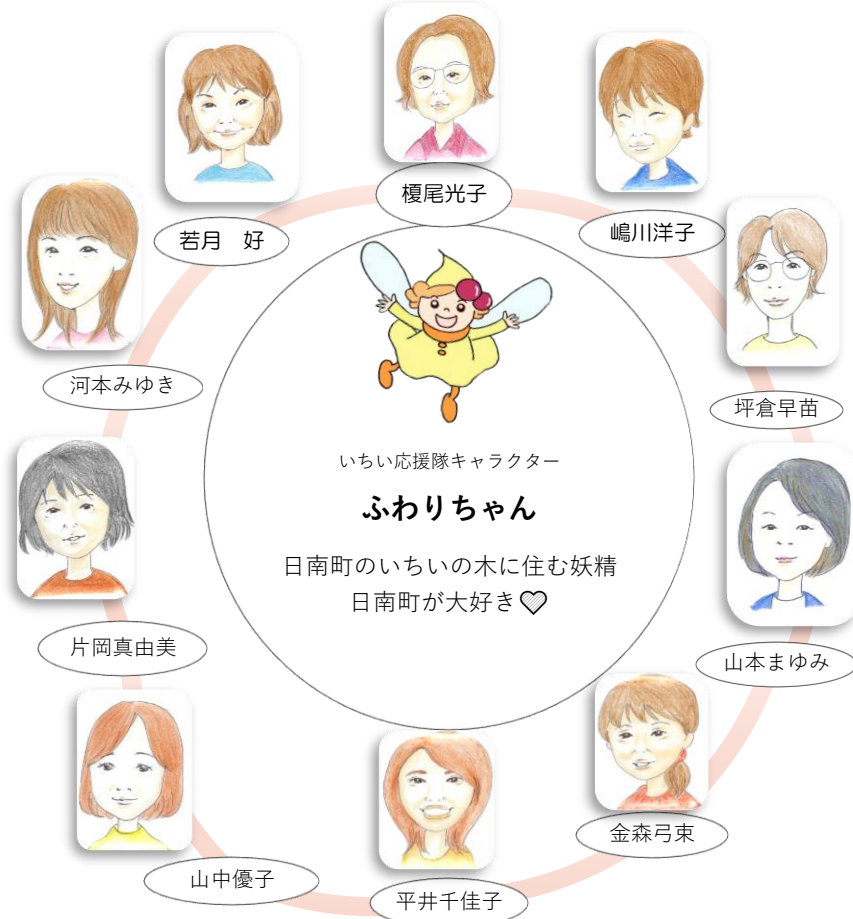 榎尾光子
若月　好
嶋川洋子
河本みゆき
坪倉早苗
いちい応援隊キャラクター
ふわりちゃん
日南町のいちいの木に住む妖精
日南町が大好き♡
片岡真由美
山本まゆみ
金森弓束
山中優子
平井千佳子